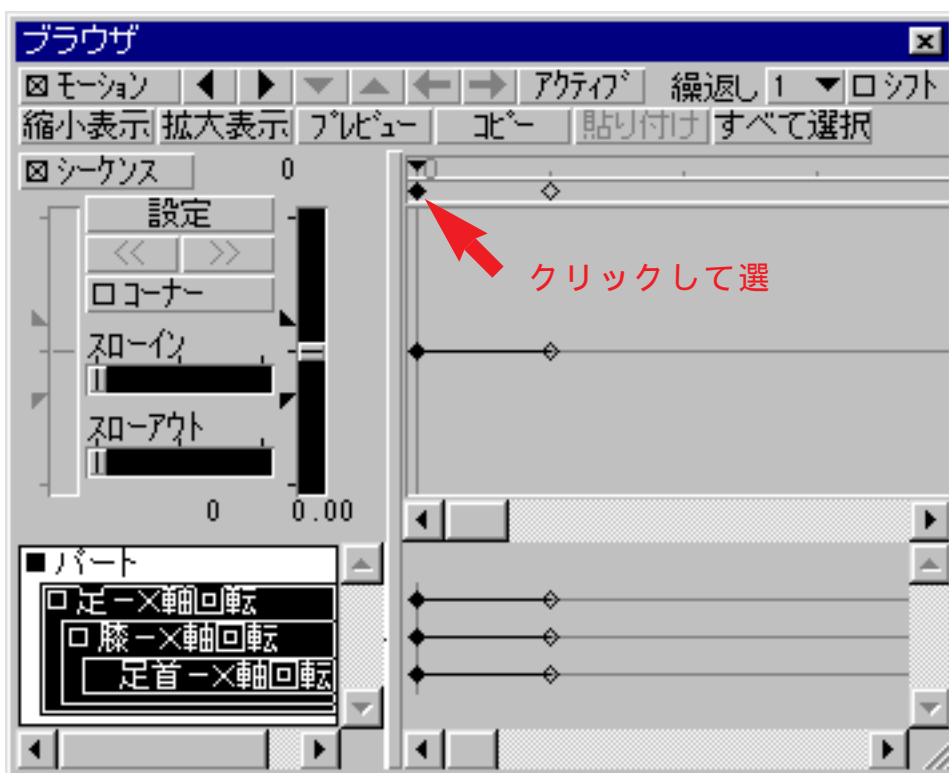 ブラウザ
モーション アクティブ 繰返し 1 シフト
縮小表示 拡大表示 プレビュー コピー 貼り付け すべて選択
シーケンス 0 0
設定
<< >>
クリックして選
コーナー
スローイン
スローアウト
0 0.00
パート
足－X軸回転
膝－X軸回転
足首－X軸回転